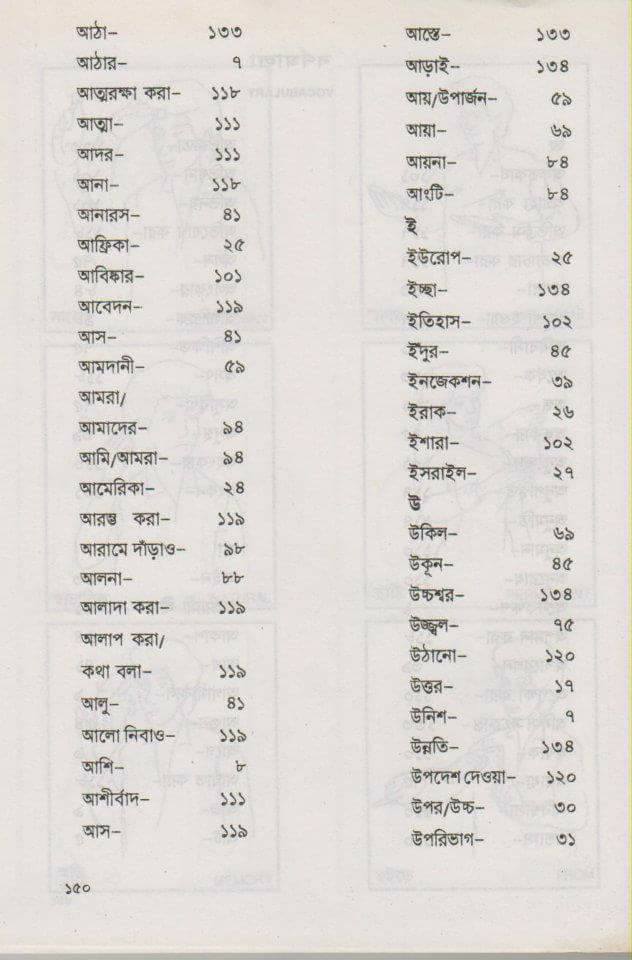 আঠা– ১৩৩
আঠার– ৭
আত্মরক্ষা করা– ১১৮
আত্মা– ১১১
আদর– ১১১
আনা– ১১৮
আনারস– ৪১
আফ্রিকা– ২৫
আবিষ্কার– ১০১
আবেদন– ১১৯
আস– ৪১
আমদানী– ৫৯
আমরা/
আমাদের– ৯৪
আমি/আমরা– ৯৪
আমেরিকা– ২৪
আরম্ভ করা– ১১৯
আরামে দাঁড়াও– ৯৮
আলনা– ৮৮
আলাদা করা– ১১৯
আলাপ করা/
কথা বলা– ১১৯
আলু– ৪১
আলো নিবাও– ১১৯
আশি– ৮
আশীর্বাদ– ১১১
আস– ১১৯
১৫০
আস্তে– ১৩৩
আড়াই– ১৩৪
আয়/উপার্জন– ৫৯
আয়া– ৬৯
আয়না– ৮৪
আংটি– ৮৪
ই
ইউরোপ– ২৫
ইচ্ছা– ১৩৪
ইতিহাস– ১০২
ইঁদুর– ৪৫
ইনজেকশন– ৩৯
ইরাক– ২৬
ইশারা– ১০২
ইসরাইল– ২৭
উ
উকিল– ৬৯
উকূন– ৪৫
উচ্চশ্বর– ১৩৪
উজ্জ্বল– ৭৫
উঠানো– ১২০
উত্তর– ১৭
উনিশ– ৭
উন্নতি– ১৩৪
উপদেশ দেওয়া– ১২০
উপর/উচ্চ– ৩০
উপরিভাগ– ৩১